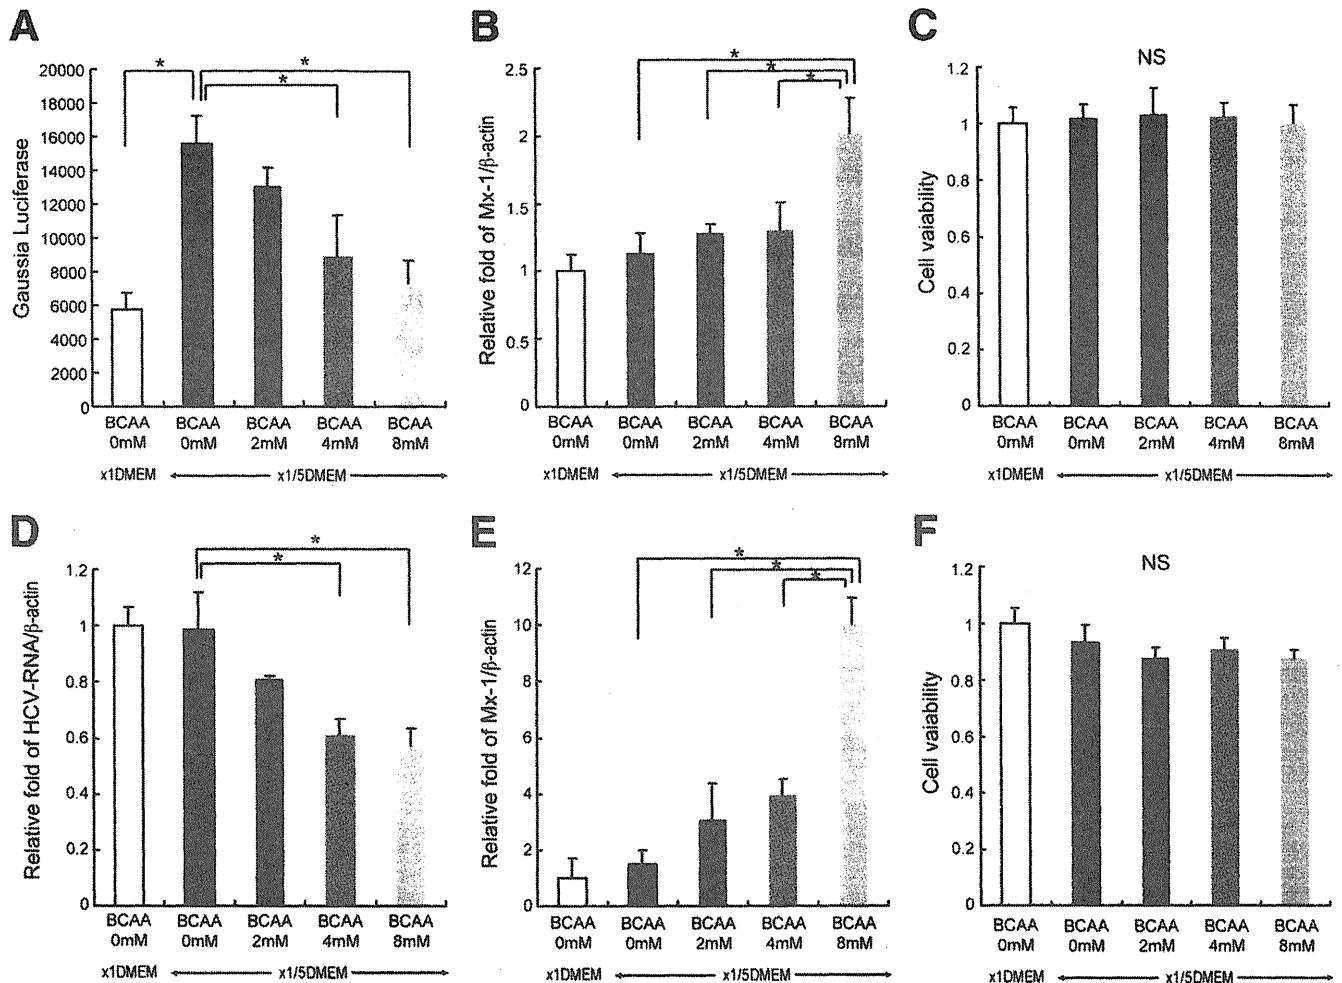 A
20000
18000
16000
14000
12000
10000
8000
6000
4000
2000
0
Gaussia Luciferase
* * *
BCAA BCAA BCAA BCAA BCAA
0mM 0mM 2mM 4mM 8mM
x1DMEM x1/5DMEM
B
2.5
2
1.5
1
0.5
0
Relative fold of Mx-1/β-actin
*
*
*
BCAA BCAA BCAA BCAA BCAA
0mM 0mM 2mM 4mM 8mM
x1DMEM x1/5DMEM
C
NS
1.2
1
0.8
0.6
0.4
0.2
0
Cell vaiability
BCAA BCAA BCAA BCAA BCAA
0mM 0mM 2mM 4mM 8mM
x1DMEM x1/5DMEM
D
1.2
1
0.8
0.6
0.4
0.2
0
Relative fold of HCV-RNA/β-actin
*
*
BCAA BCAA BCAA BCAA BCAA
0mM 0mM 2mM 4mM 8mM
x1DMEM x1/5DMEM
E
12
10
8
6
4
2
0
Relative fold of Mx-1/β-actin
*
*
*
BCAA BCAA BCAA BCAA BCAA
0mM 0mM 2mM 4mM 8mM
x1DMEM x1/5DMEM
F
NS
1.2
1
0.8
0.6
0.4
0.2
0
Cell vaiability
BCAA BCAA BCAA BCAA BCAA
0mM 0mM 2mM 4mM 8mM
x1DMEM x1/5DMEM